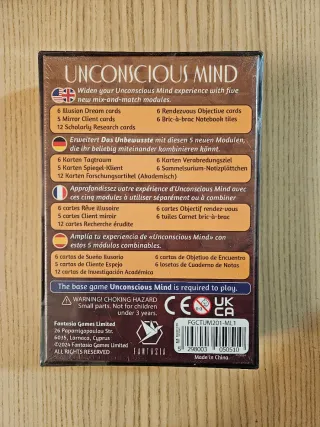 UNCONSCIOUS MIND
Widen your Unconscious Mind experience with five
new mix-and-match modules.
6 Illusion Dream cards
6 Rendezvous Objective cards
5 Mirror Client cards
6 Bric-à-brac Notebook tiles
12 Scholarly Research cards
Erweitert Das Unbewusste mit diesen 5 neuen Modulen,
die ihr beliebig miteinander kombinieren könnt.
6 Karten Tagtraum
6 Karten Verabredungsziel
5 Karten Spiegel-Klient
6 Sammelsurium-Notizplättchen
12 Karten Forschungsartikel (Akademisch)
Approfondissez votre expérience d'Unconscious Mind avec
ces cinq modules à utiliser séparément ou à combiner
6 cartes Rêve illusoire
6 cartes Objectif rendez-vous
5 cartes Client miroir
6 tuiles Carnet bric-à-brac
12 cartes Recherche érudite
Amplía tu experiencia de «Unconscious Mind» con
estos 5 módulos combinables.
6 cartas de Sueño Ilusorio
6 cartas de Objetivo de Encuentro
5 cartas de Cliente Espejo
6 losetas de Cuaderno de Notas
12 cartas de Investigación Académica
The base game Unconscious Mind is required to play.
WARNING! CHOKING HAZARD
Small parts. Not for children
under 3 years.
CE
0-3
UK
CA
Fantasia Games Limited
26 Paparrigopoulou Str.
6035, Larnaca, Cyprus
©2024 Fantasia Games Limited
ALL RIGHTS RESERVED.
FANTASIA
FGCTUM201-ML1
298003 050510
Made in China